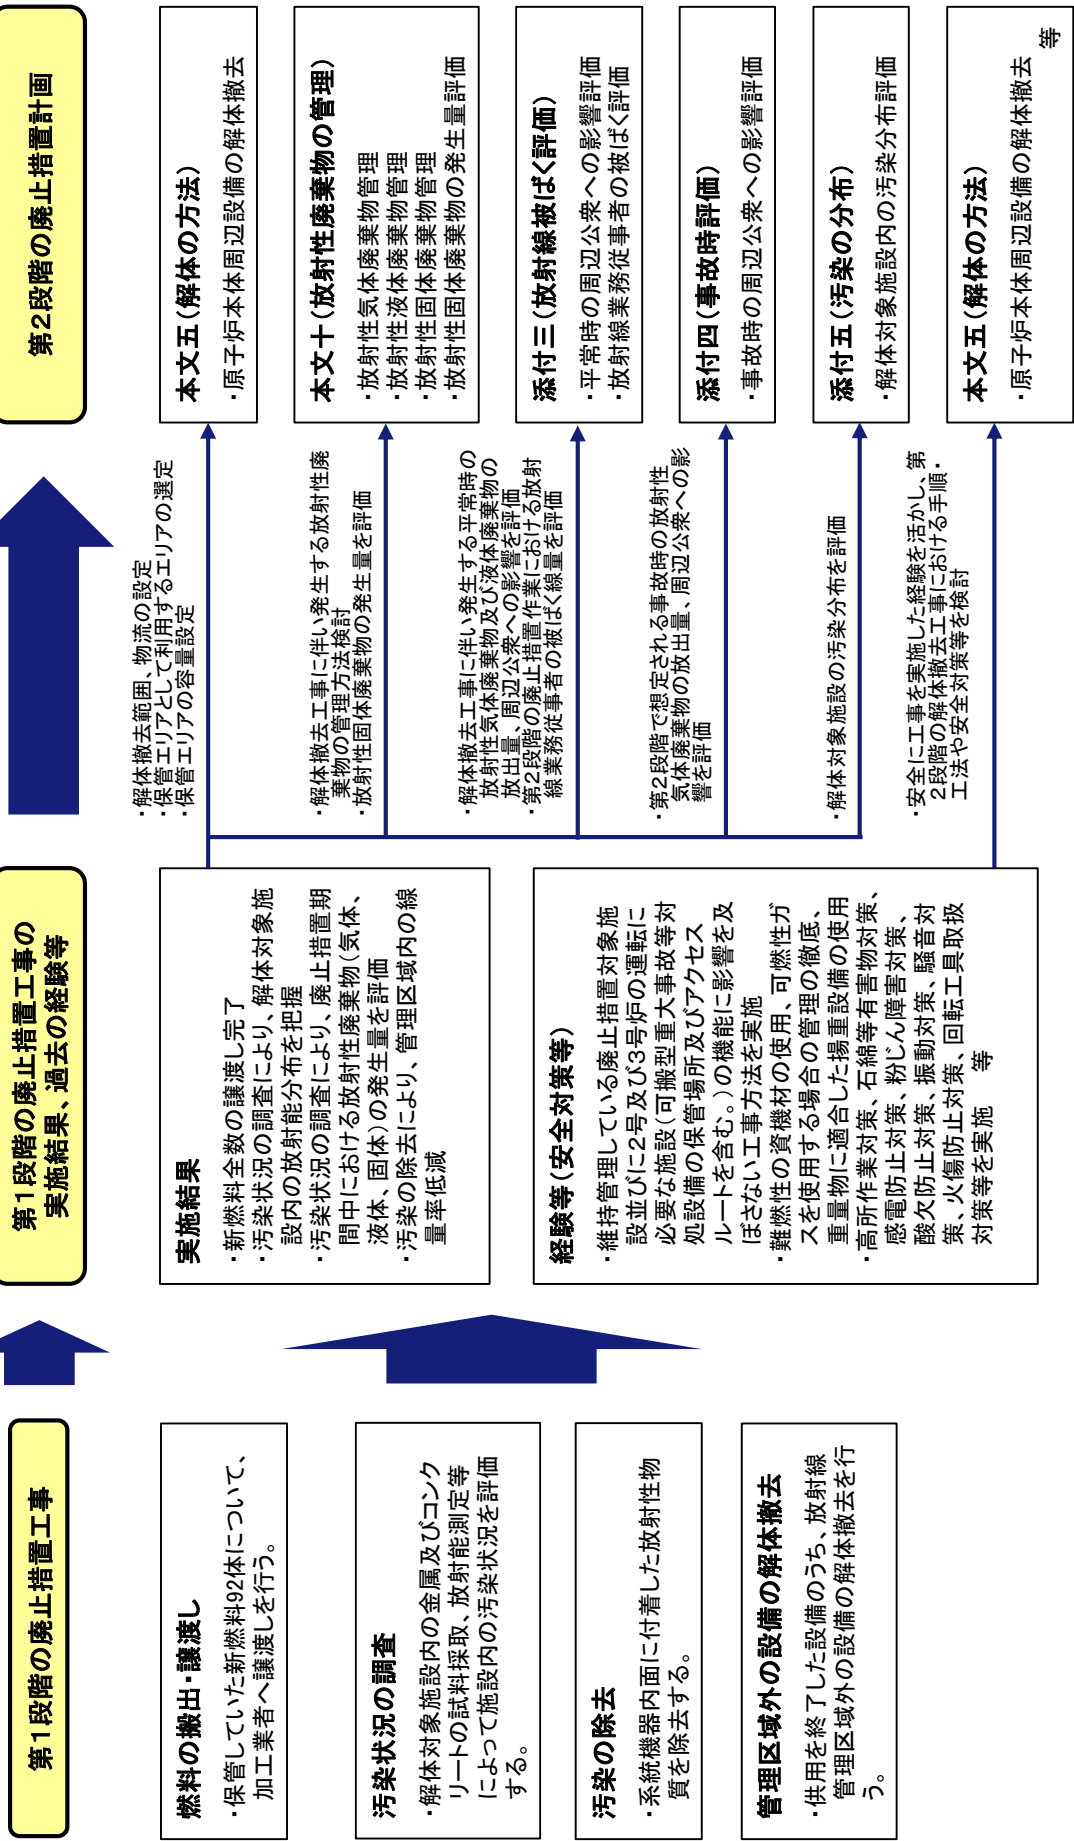 第1段階の廃止措置工事
燃料の搬出・譲渡し
・保管していた新燃料92体について、
加工業者へ譲渡しを行う。
汚染状況の調査
・解体対象施設内の金属及びコンク
リートの試料採取、放射能測定等
によって施設内の汚染状況を評価
する。
汚染の除去
・系統機器内面に付着した放射性物
質を除去する。
管理区域外の設備の解体撤去
・供用を終了した設備のうち、放射線
管理区域外の設備の解体撤去を行
う。
第1段階の廃止措置工事の
実施結果、過去の経験等
実施結果
・新燃料全数の譲渡し完了
・汚染状況の調査により、解体対象施
設内の放射能分布を把握
・汚染状況の調査により、廃止措置期
間中における放射性廃棄物（気体、
液体、固体）の発生量を評価
・汚染の除去により、管理区域内の線
量率低減
経験等（安全対策等）
・維持管理している廃止措置対象施
設並びに2号及び3号炉の運転に
必要な施設（可搬型重大事故等対
処設備の保管場所及びアクセス
ルートを含む。）の機能に影響を及
ぼさない工事方法を実施
・難燃性の資機材の使用、可燃性ガ
スを使用する場合の管理の徹底、
重量物に適合した揚重設備の使用
・高所作業対策、石綿等有害物対策、
感電防止対策、粉じん障害対策、
酸欠防止対策、振動対策、騒音対
策、火傷防止対策、回転工具取扱
対策等を実施　　等
・解体撤去範囲、物流の設定
・保管エリアとして利用するエリアの選定
・保管エリアの容量設定
・解体撤去工事に伴い発生する放射性廃
棄物の管理方法検討
・放射性固体廃棄物の発生量を評価
・解体撤去工事に伴い発生する平常時の
放射性気体廃棄物及び液体廃棄物の
放出量、周辺公衆への影響を評価
・第2段階の廃止措置作業における放射
線業務従事者の被ばく線量を評価
・第2段階で想定される事故時の放射性
気体廃棄物の放出量、周辺公衆への影
響を評価
・解体対象施設の汚染分布を評価
・安全に工事を実施した経験を活かし、第
2段階の解体撤去工事における手順・
工法や安全対策等を検討
第2段階の廃止措置計画
本文五（解体の方法）
・原子炉本体周辺設備の解体撤去
本文十（放射性廃棄物の管理）
・放射性気体廃棄物管理
・放射性液体廃棄物管理
・放射性固体廃棄物管理
・放射性固体廃棄物の発生量評価
添付三（放射線被ばく評価）
・平常時の周辺公衆への影響評価
・放射線業務従事者の被ばく評価
添付四（事故時評価）
・事故時の周辺公衆への影響評価
添付五（汚染の分布）
・解体対象施設内の汚染分布評価
本文五（解体の方法）
・原子炉本体周辺設備の解体撤去
等